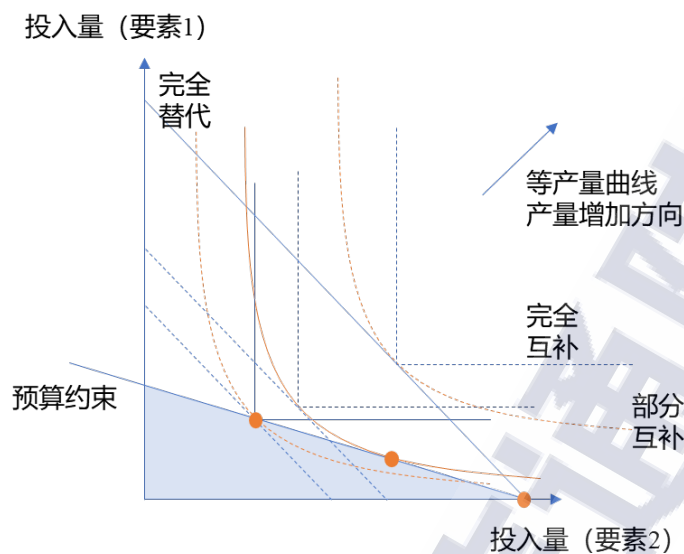 投入量（要素1）
完全
替代
等产量曲线
产量增加方向
完全
互补
预算约束
部分
互补
投入量（要素2）